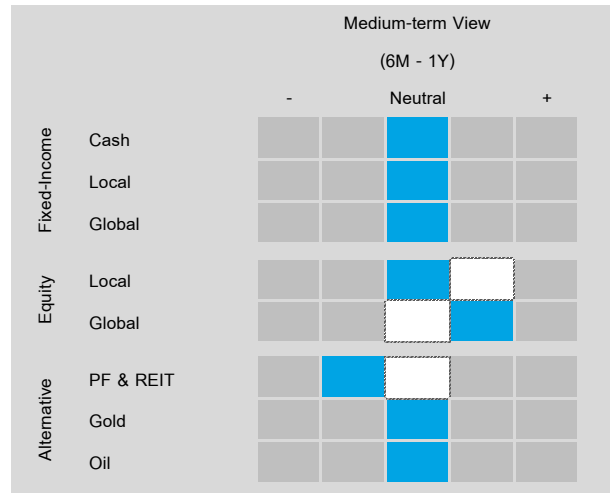 Medium-term View
(6M - 1Y)
- Neutral +
Fixed-Income
Cash
Local
Global
Equity
Local
Global
Alternative
PF & REIT
Gold
Oil